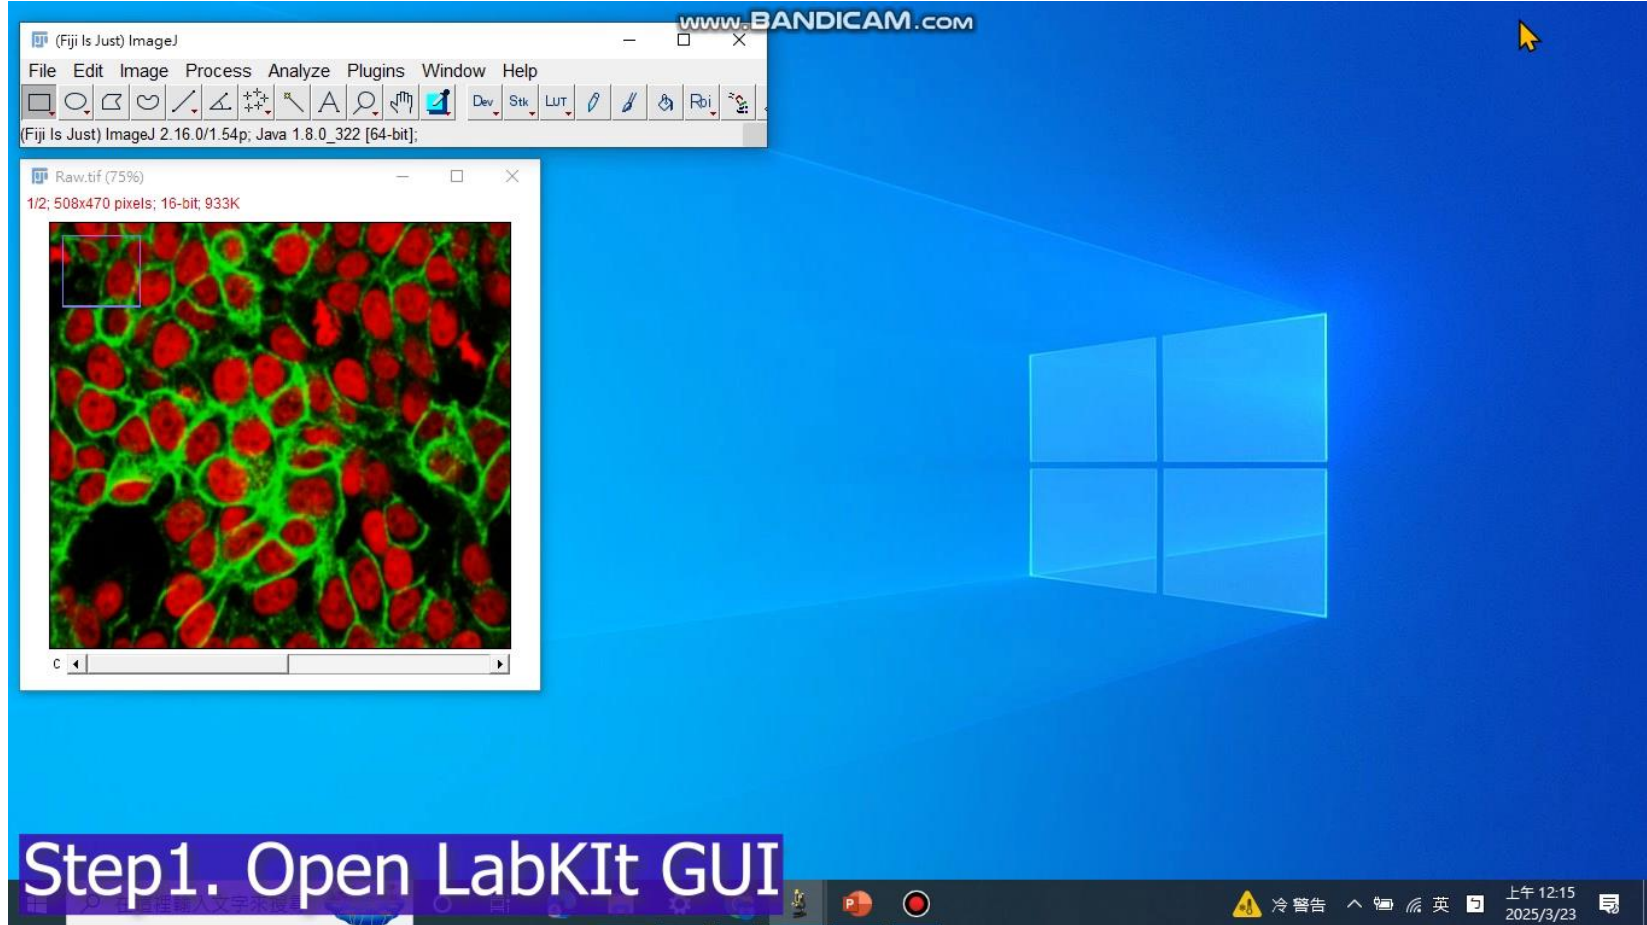 www.BANDICAM.com
(Fiji Is Just) ImageJ
File Edit Image Process Analyze Plugins Window Help
Dev Stk LUT
(Fiji Is Just) ImageJ 2.16.0/1.54p; Java 1.8.0_322 [64-bit];
Raw.tif (75%)
1/2; 508x470 pixels; 16-bit; 933K
c
Step1. Open LabKIt GUI
冷 警告
英
ㄅ
上午 12:15
2025/3/23